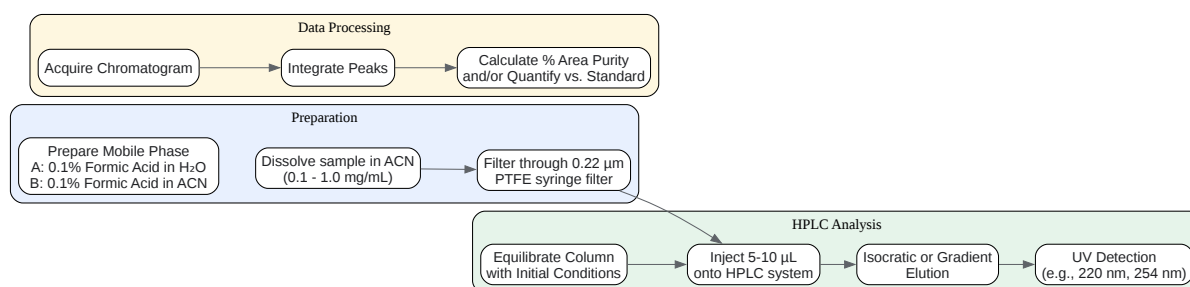 Data Processing
Acquire Chromatogram
Integrate Peaks
Calculate % Area Purity
and/or Quantify vs. Standard
Preparation
Prepare Mobile Phase
A: 0.1% Formic Acid in H₂O
B: 0.1% Formic Acid in ACN
Dissolve sample in ACN
(0.1 - 1.0 mg/mL)
Filter through 0.22 µm
PTFE syringe filter
HPLC Analysis
Equilibrate Column
with Initial Conditions
Inject 5-10 µL
onto HPLC system
Isocratic or Gradient
Elution
UV Detection
(e.g., 220 nm, 254 nm)